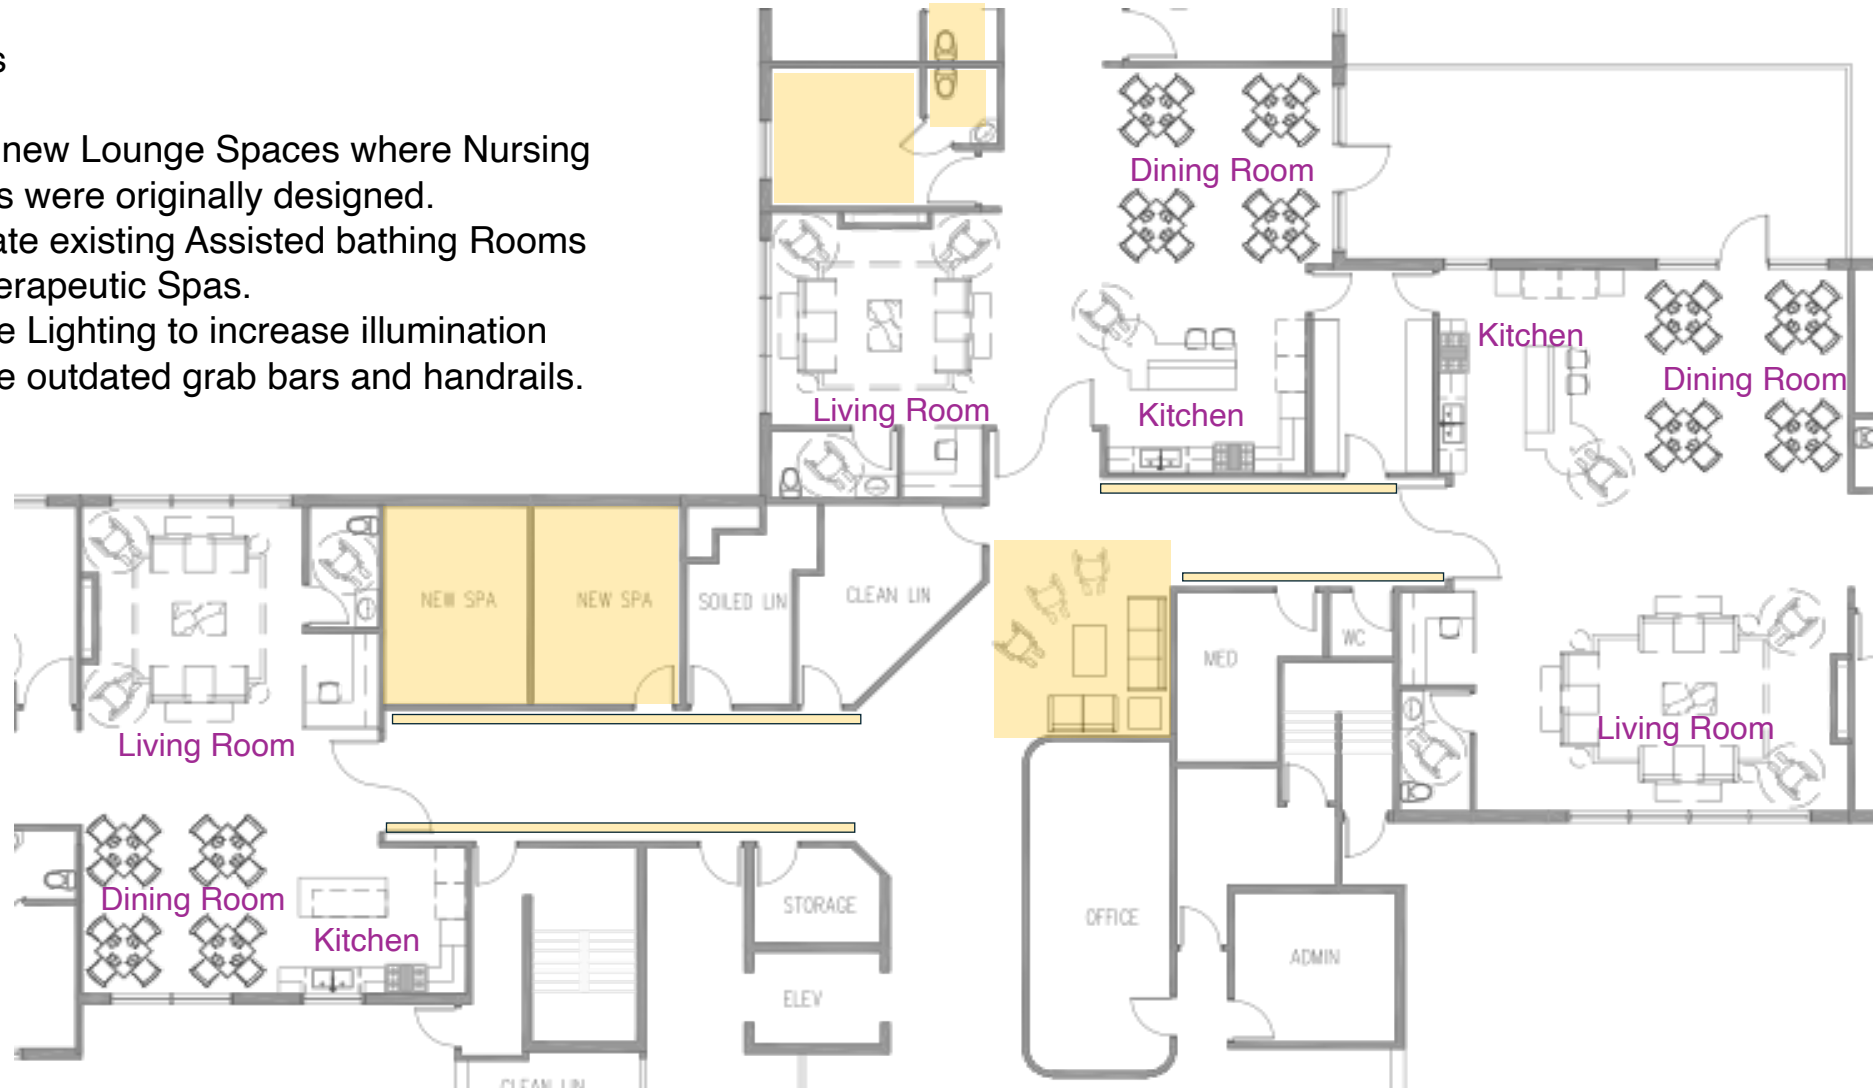 s
new Lounge Spaces where Nursing
s were originally designed.
ate existing Assisted bathing Rooms
erapeutic Spas.
e Lighting to increase illumination
e outdated grab bars and handrails.
Dining Room
Kitchen
Dining Room
Living Room
Kitchen
NEW SPA
NEW SPA
SOILED LIN
CLEAN LIN
MED
WC
Living Room
Living Room
Dining Room
Kitchen
STORAGE
OFFICE
ADMIN
ELEV
CLEAN LIN